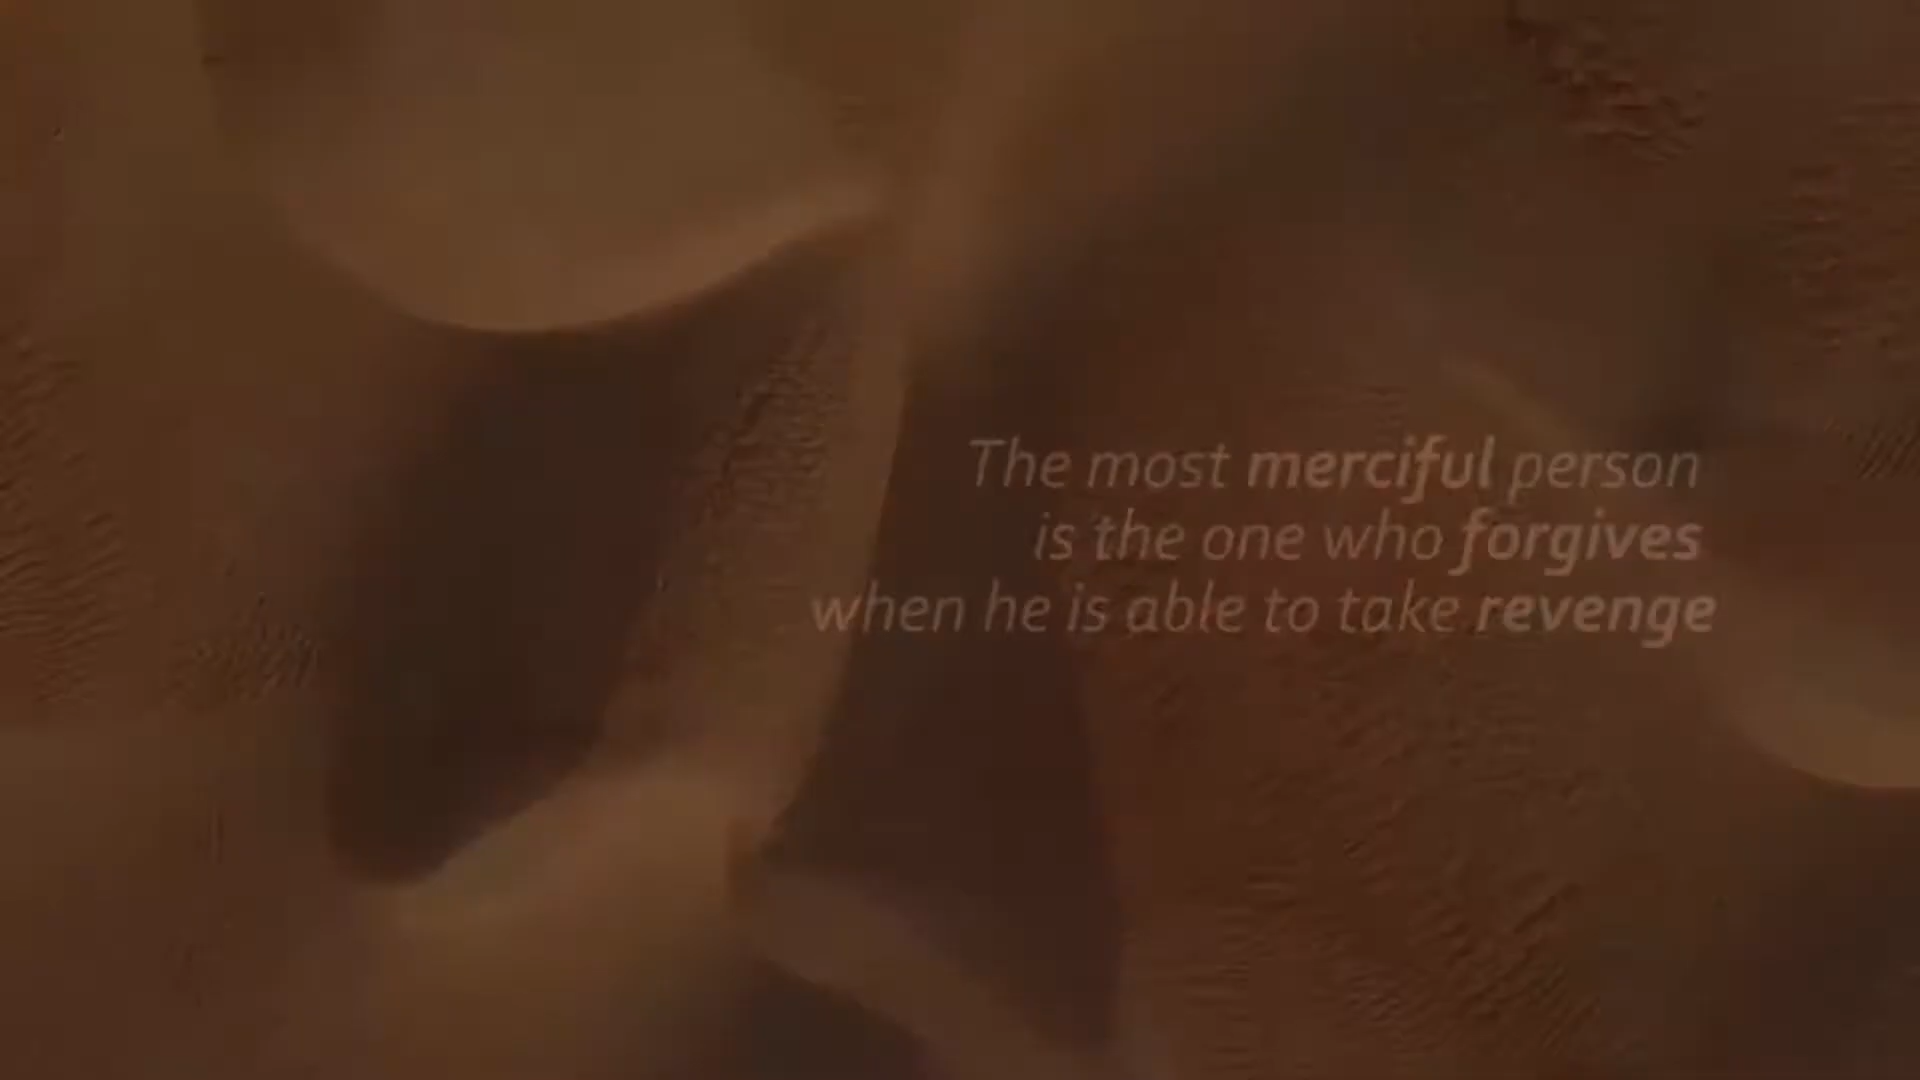 The most merciful person
is the one who forgives
when he is able to take revenge